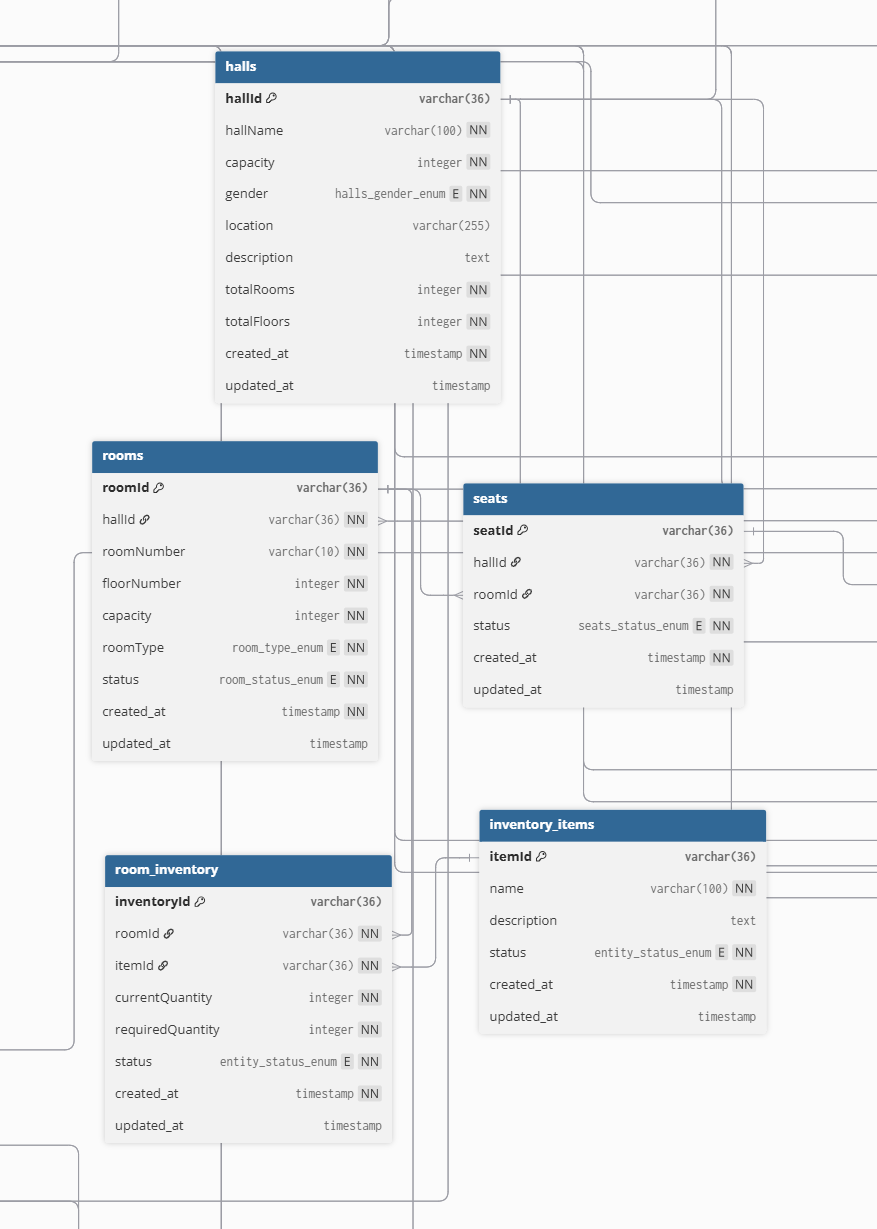 halls
hallId varchar(36)
hallName varchar(100) NN
capacity integer NN
gender halls_gender_enum E NN
location varchar(255)
description text
totalRooms integer NN
totalFloors integer NN
created_at timestamp NN
updated_at timestamp
rooms
roomId varchar(36)
hallId varchar(36) NN
roomNumber varchar(10) NN
floorNumber integer NN
capacity integer NN
roomType room_type_enum E NN
status room_status_enum E NN
created_at timestamp NN
updated_at timestamp
seats
seatId varchar(36)
hallId varchar(36) NN
roomId varchar(36) NN
status seats_status_enum E NN
created_at timestamp NN
updated_at timestamp
room_inventory
inventoryId varchar(36)
roomId varchar(36) NN
itemId varchar(36) NN
currentQuantity integer NN
requiredQuantity integer NN
status entity_status_enum E NN
created_at timestamp NN
updated_at timestamp
inventory_items
itemId varchar(36)
name varchar(100) NN
description text
status entity_status_enum E NN
created_at timestamp NN
updated_at timestamp